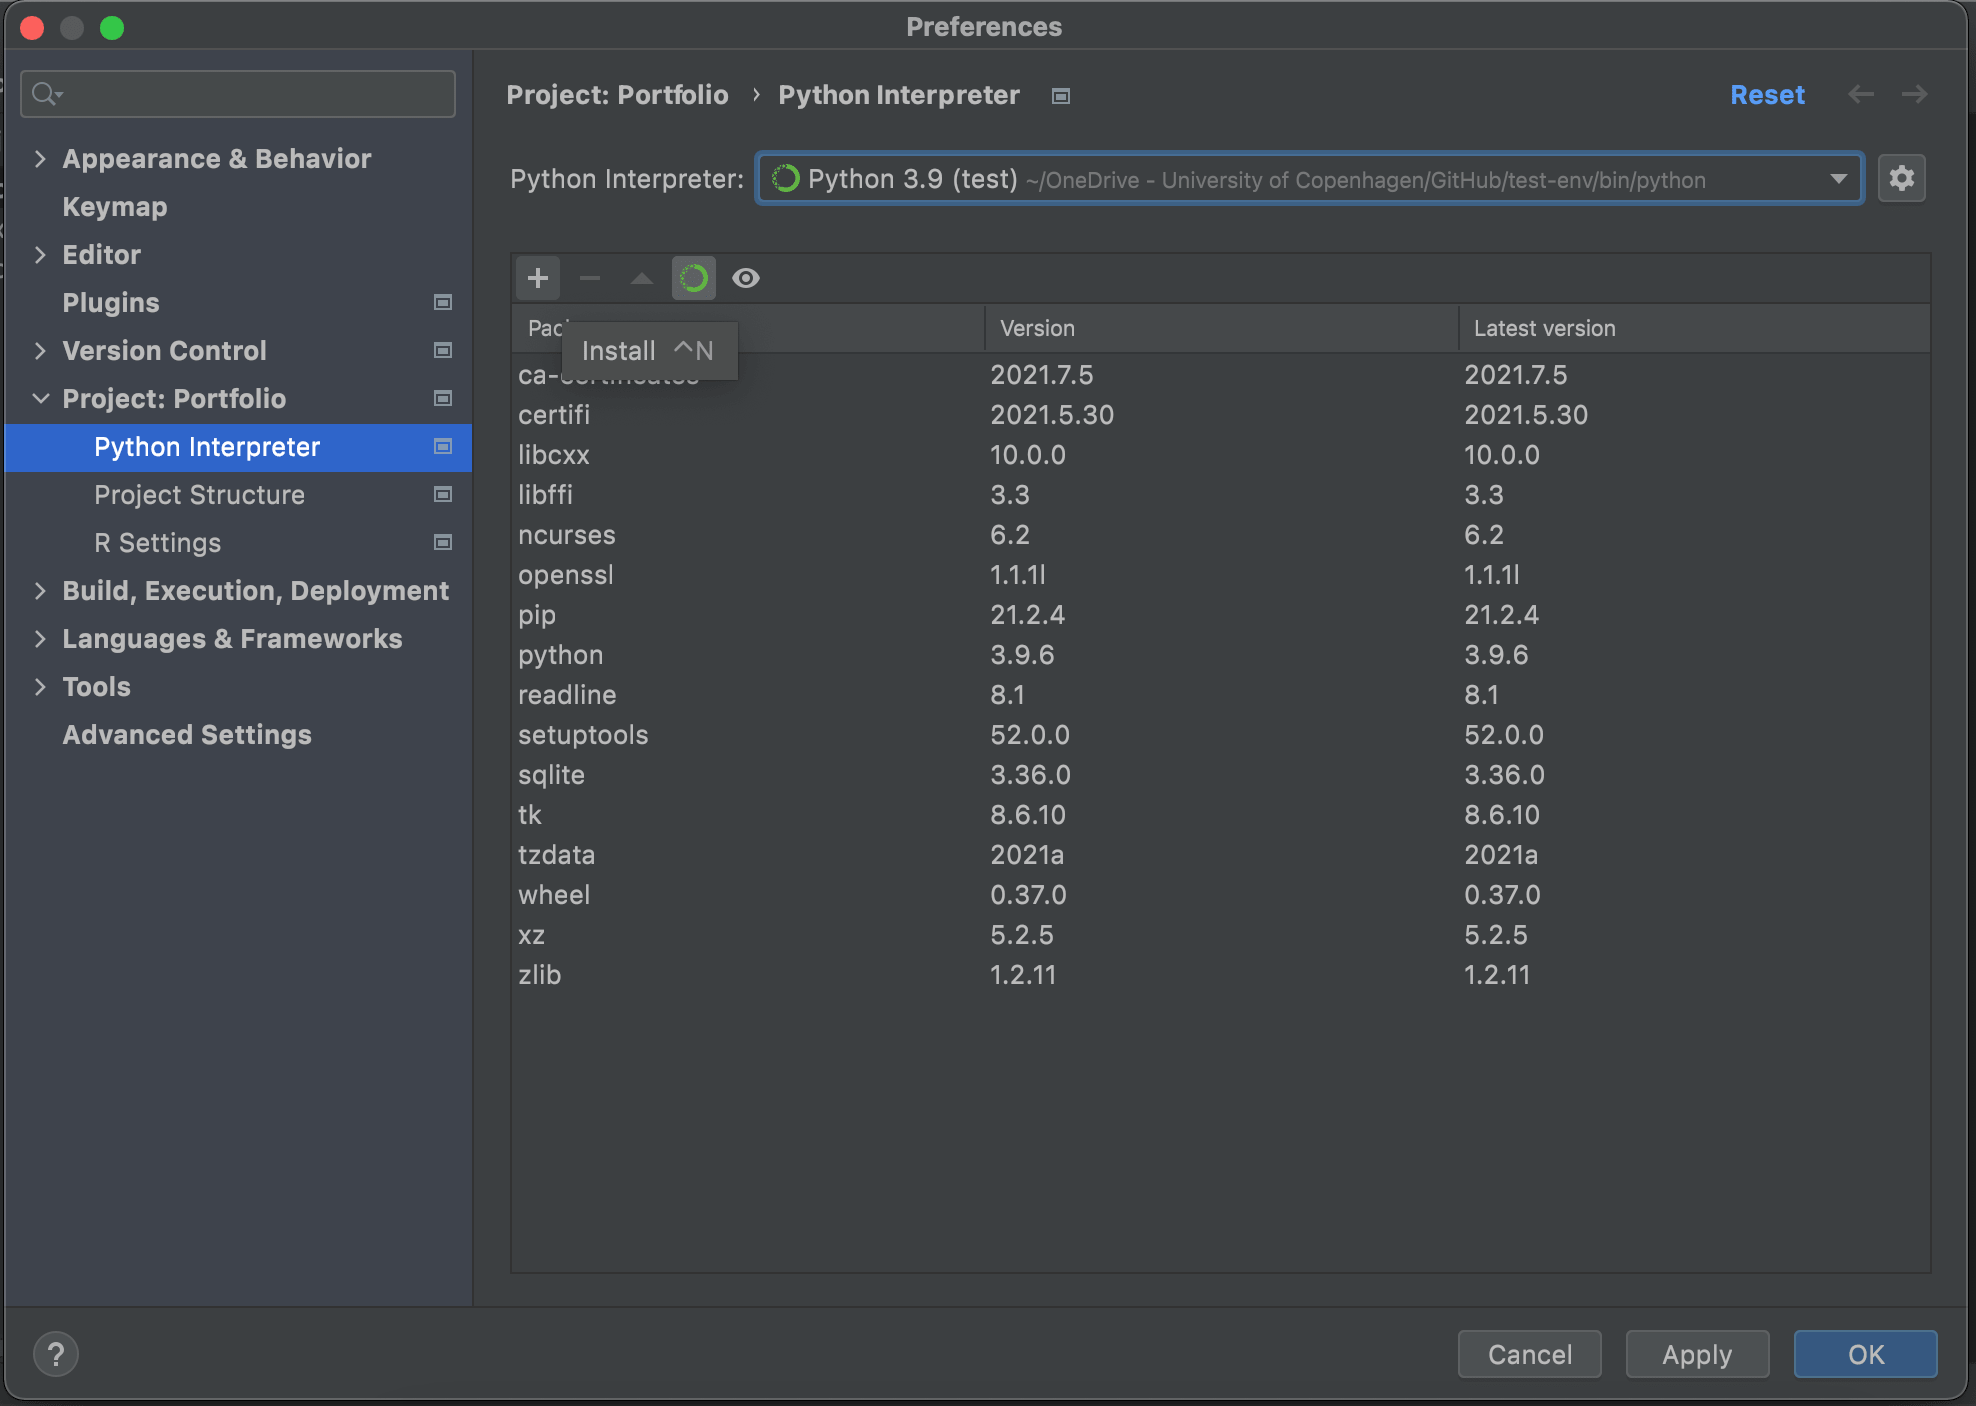 Preferences
Project: Portfolio › Python Interpreter
Reset
Appearance & Behavior
Keymap
Editor
Plugins
Version Control
Project: Portfolio
Python Interpreter
Project Structure
R Settings
Build, Execution, Deployment
Languages & Frameworks
Tools
Advanced Settings
Python Interpreter: Python 3.9 (test) ~/OneDrive - University of Copenhagen/GitHub/test-env/bin/python
Version Latest version
Install ^N
2021.7.5 2021.7.5
certifi 2021.5.30 2021.5.30
libcxx 10.0.0 10.0.0
libffi 3.3 3.3
ncurses 6.2 6.2
openssl 1.1.1l 1.1.1l
pip 21.2.4 21.2.4
python 3.9.6 3.9.6
readline 8.1 8.1
setuptools 52.0.0 52.0.0
sqlite 3.36.0 3.36.0
tk 8.6.10 8.6.10
tzdata 2021a 2021a
wheel 0.37.0 0.37.0
xz 5.2.5 5.2.5
zlib 1.2.11 1.2.11
?
Cancel
Apply
OK